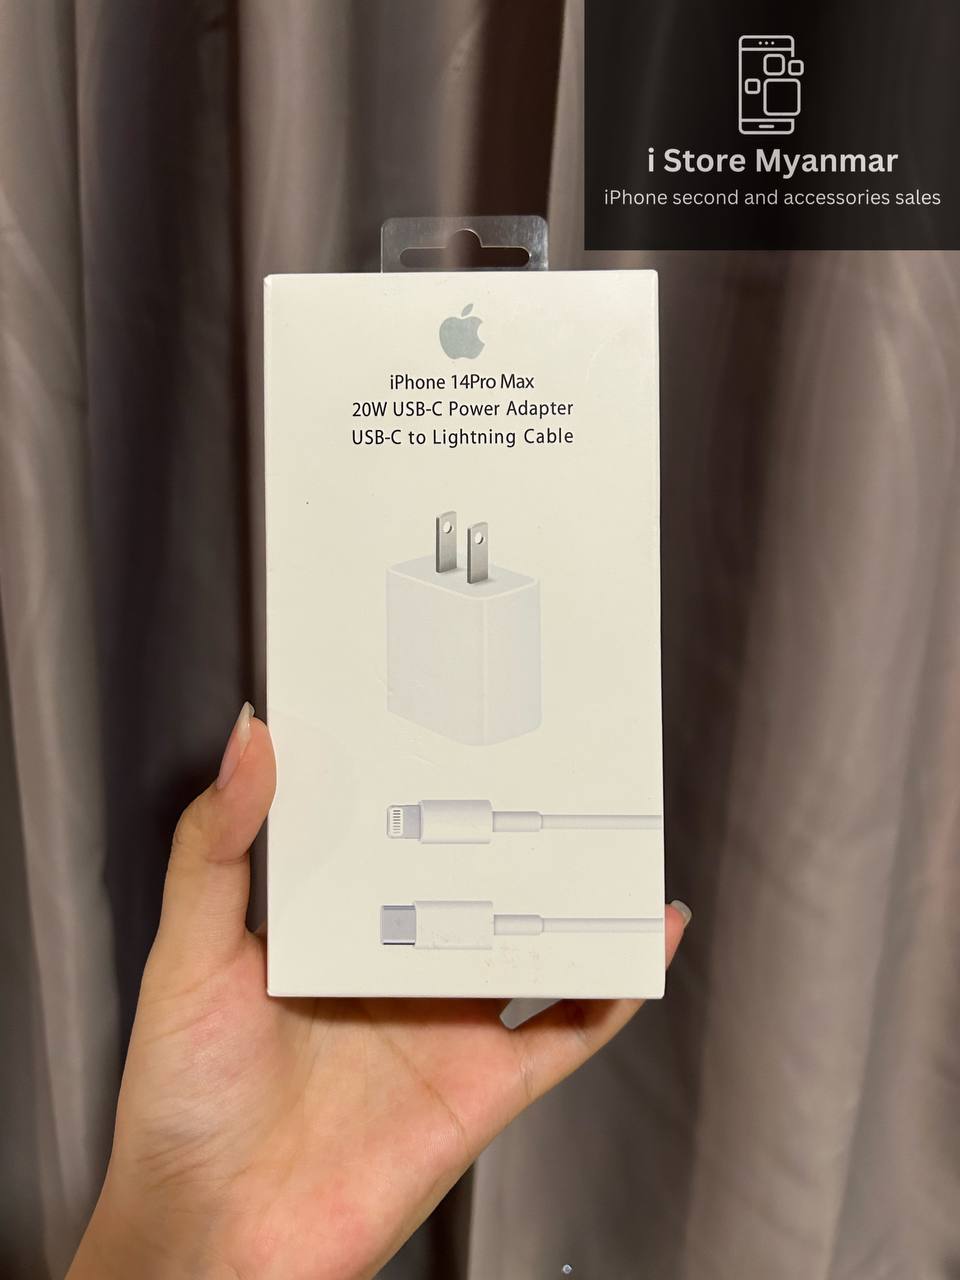 i Store Myanmar
iPhone second and accessories sales
iPhone 14Pro Max
20W USB-C Power Adapter
USB-C to Lightning Cable